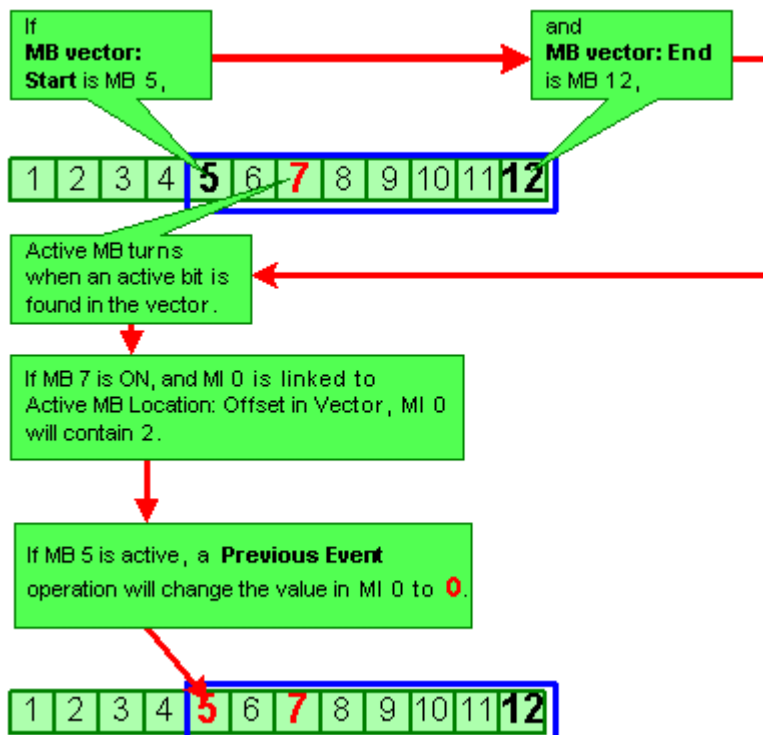 If
MB vector:
Start is MB 5,
and
MB vector: End
is MB 12,
1 2 3 4 5 6 7 8 9 10 11 12
Active MB turns
when an active bit is
found in the vector.
If MB 7 is ON, and MI 0 is linked to
Active MB Location: Offset in Vector, MI 0
will contain 2.
If MB 5 is active, a Previous Event
operation will change the value in MI 0 to 0.
1 2 3 4 5 6 7 8 9 10 11 12